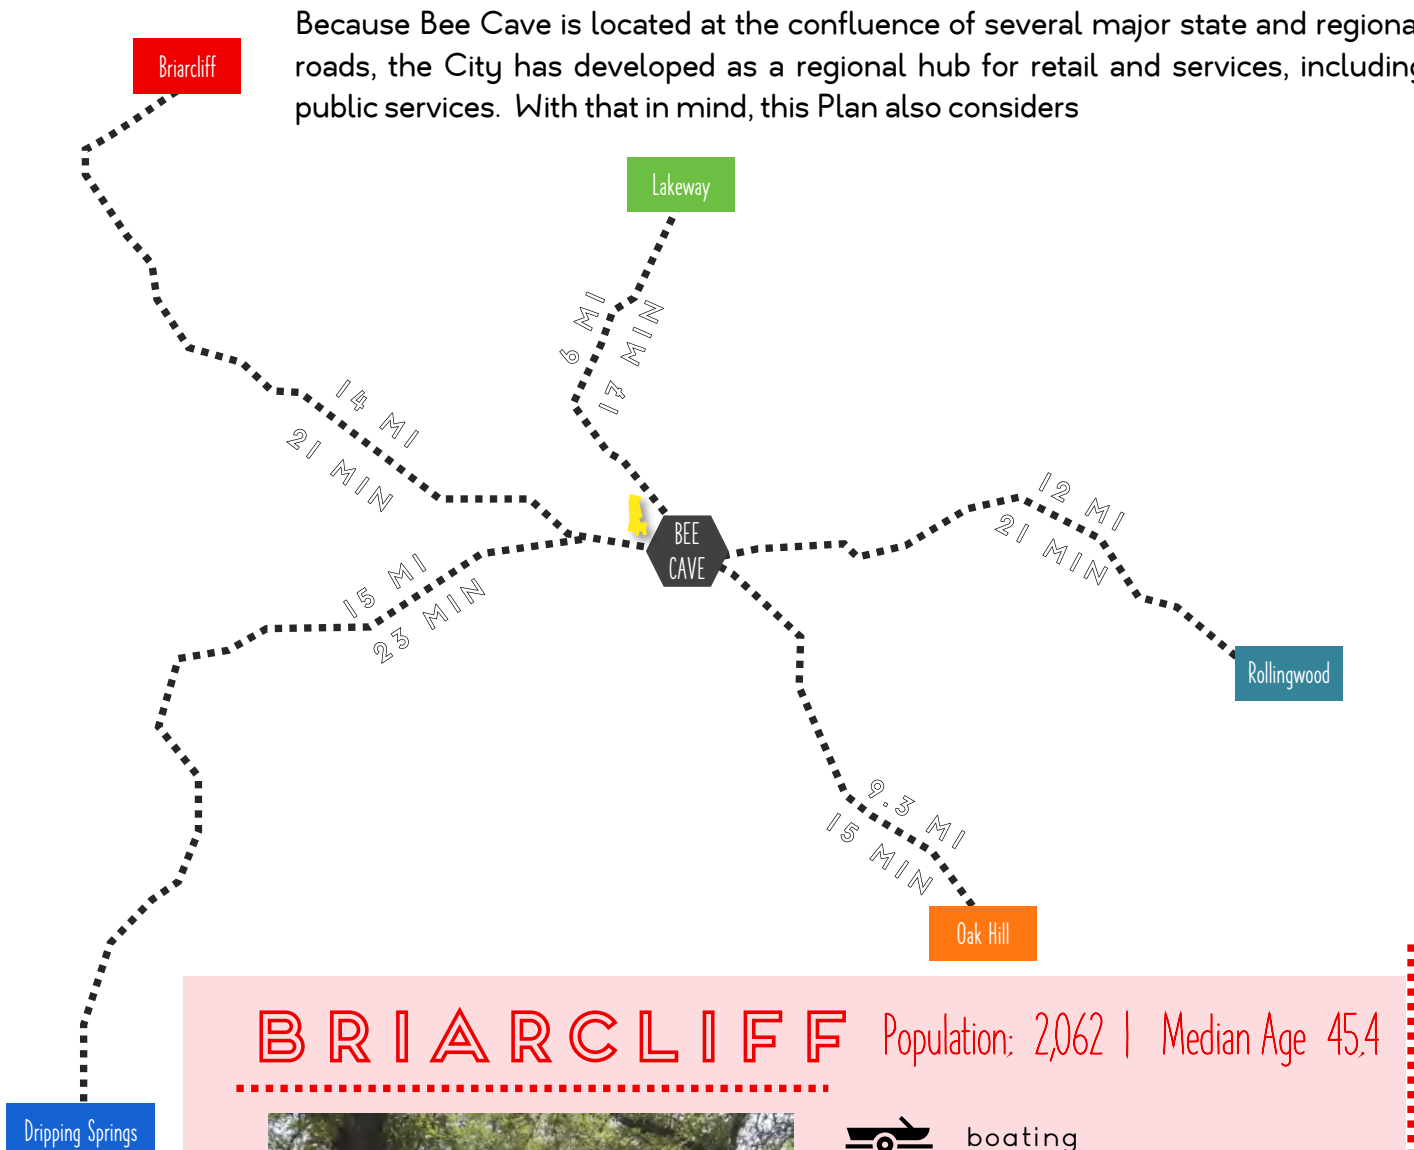 Because Bee Cave is located at the confluence of several major state and regional
roads, the City has developed as a regional hub for retail and services, including
public services. With that in mind, this Plan also considers
Briarcliff
Lakeway
6 MI
17 MIN
14 MI
21 MIN
BEE
CAVE
12 MI
21 MIN
15 MI
23 MIN
Rollingwood
9.3 MI
15 MIN
Oak Hill
BRIARCLIFF Population: 2,062 | Median Age 45.4
Dripping Springs
boating